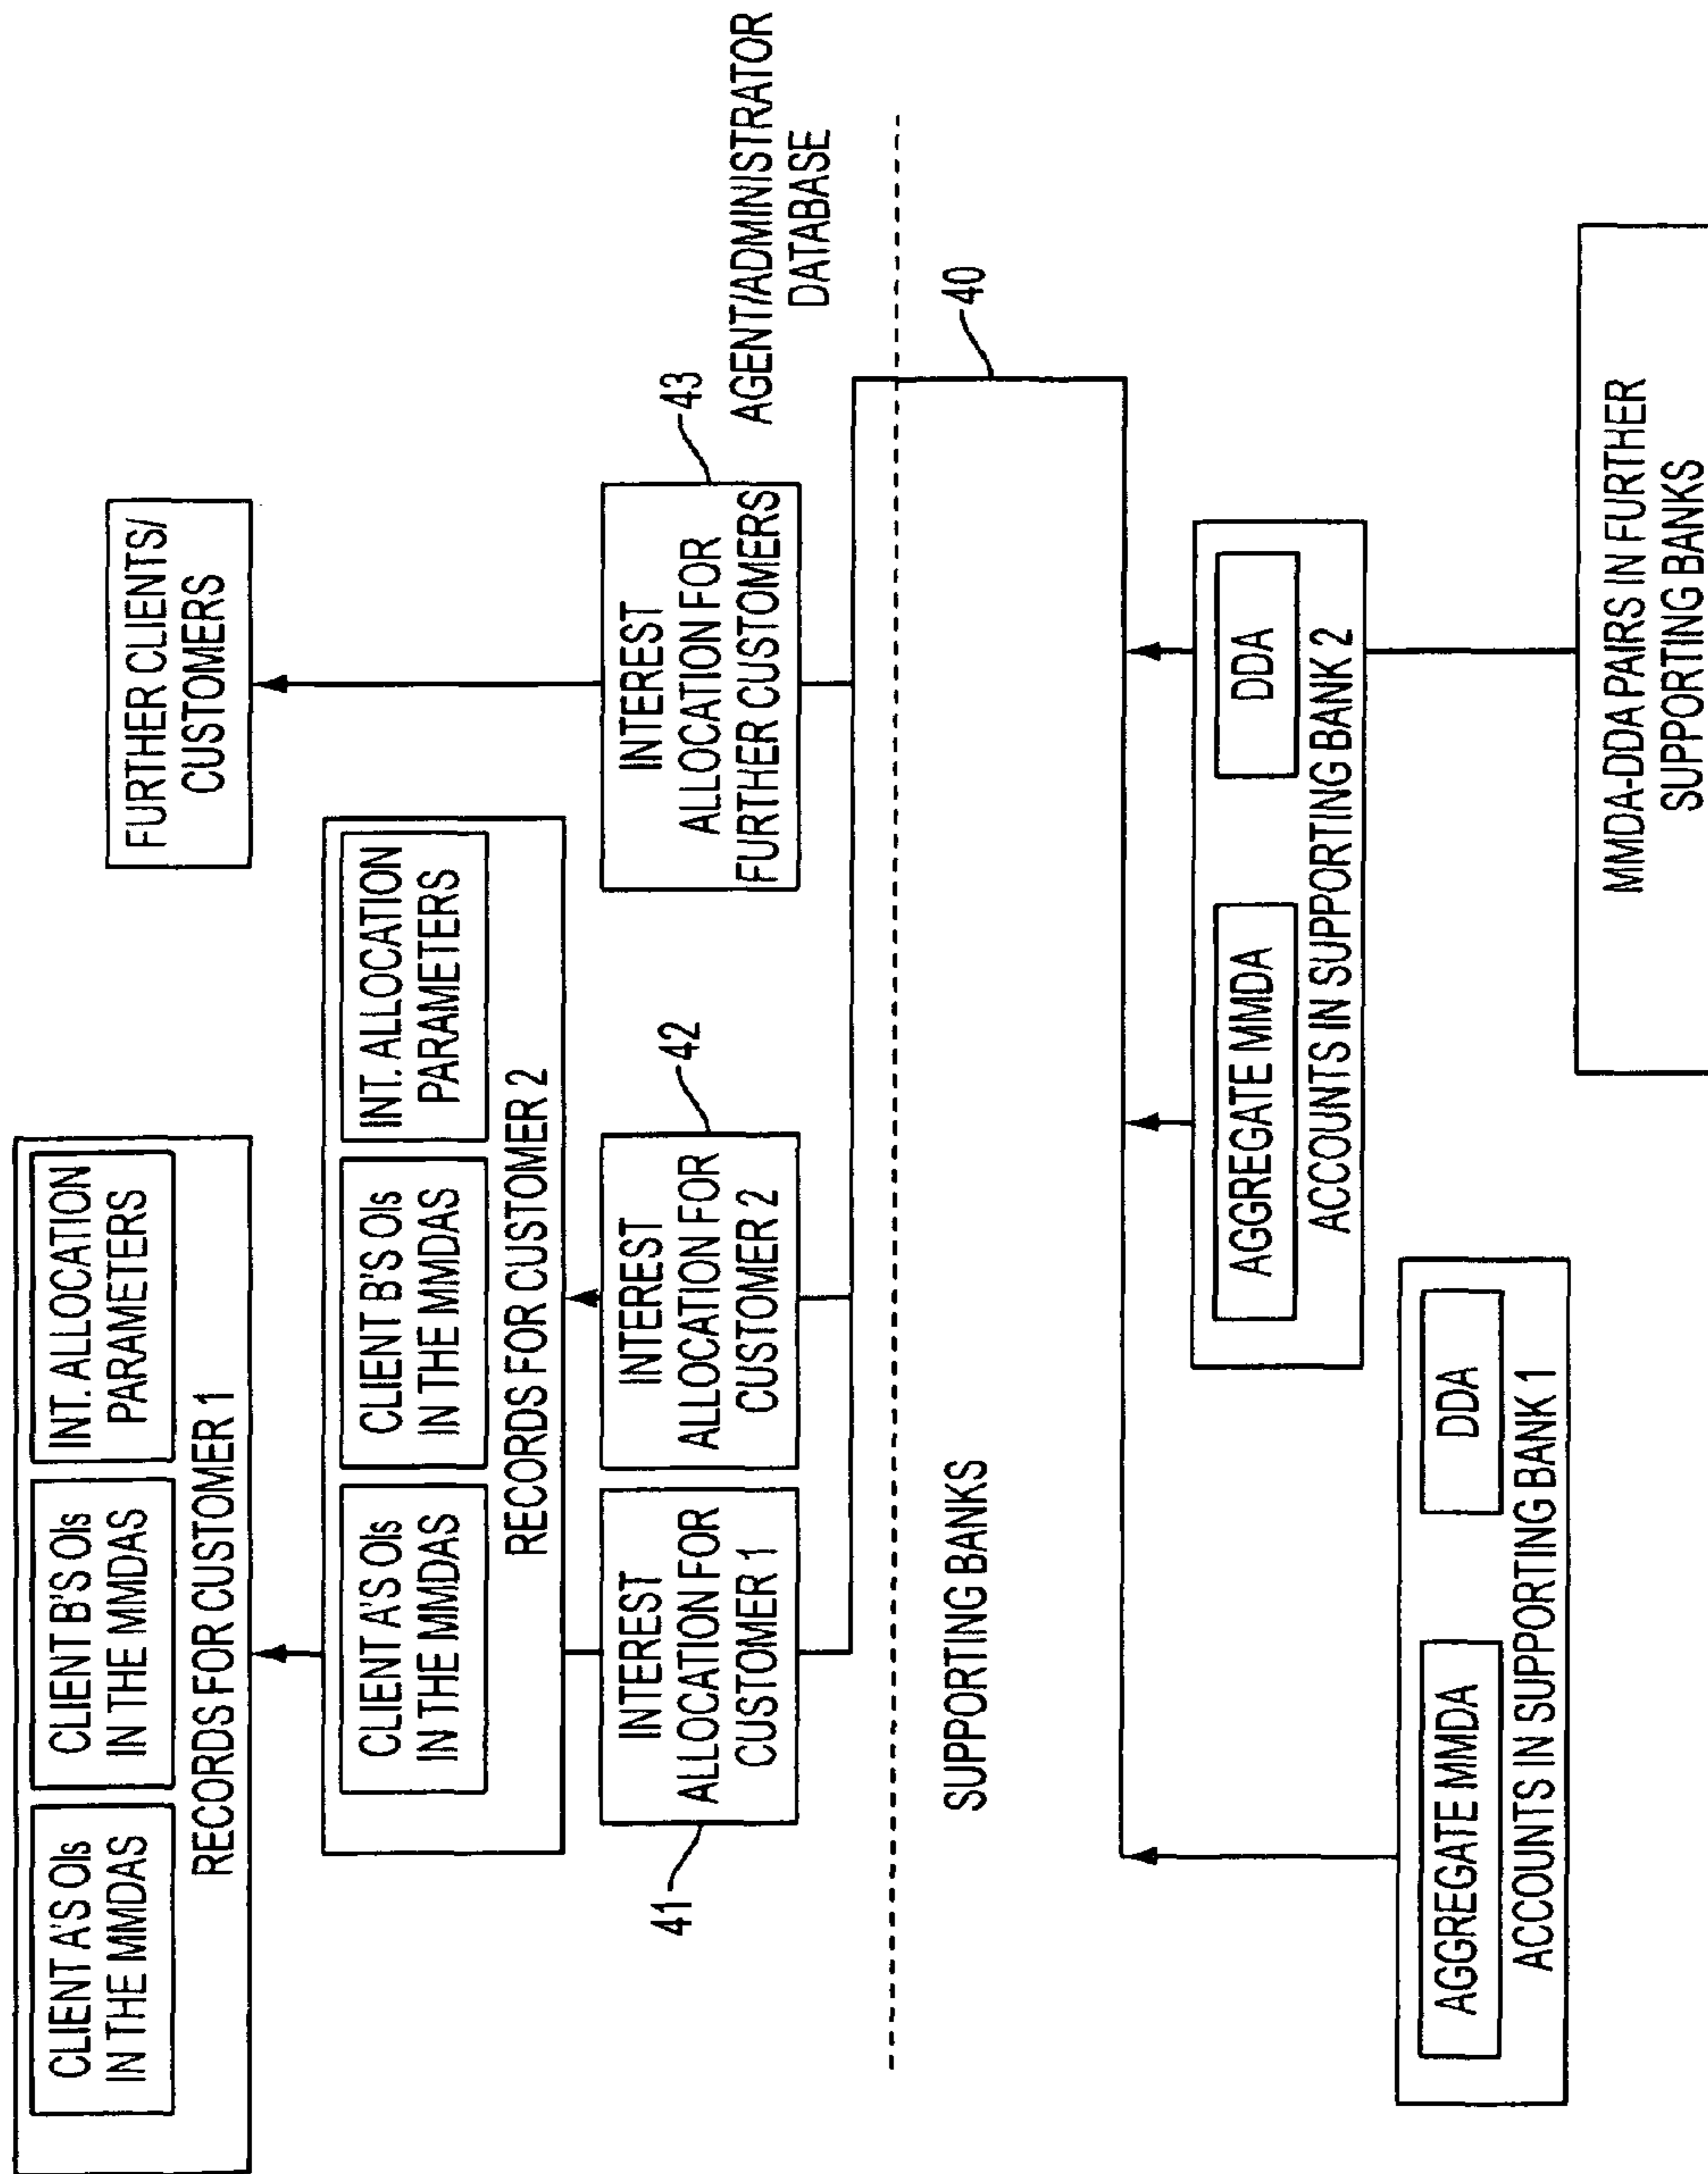 CLIENT A'S OIs
IN THE MMDAS
CLIENT B'S OIs
IN THE MMDAS
INT. ALLOCATION
PARAMETERS
RECORDS FOR CUSTOMER 1
FURTHER CLIENTS/
CUSTOMERS
CLIENT A'S OIs
IN THE MMDAS
CLIENT B'S OIs
IN THE MMDAS
INT. ALLOCATION
PARAMETERS
RECORDS FOR CUSTOMER 2
41
INTEREST
ALLOCATION FOR
CUSTOMER 1
INTEREST
ALLOCATION FOR
CUSTOMER 2
42
INTEREST
ALLOCATION FOR
FURTHER CUSTOMERS
43
AGENT/ADMINISTRATOR
DATABASE
SUPPORTING BANKS
40
AGGREGATE MMDA
DDA
ACCOUNTS IN SUPPORTING BANK 2
AGGREGATE MMDA
DDA
ACCOUNTS IN SUPPORTING BANK 1
MMDA-DDA PAIRS IN FURTHER
SUPPORTING BANKS